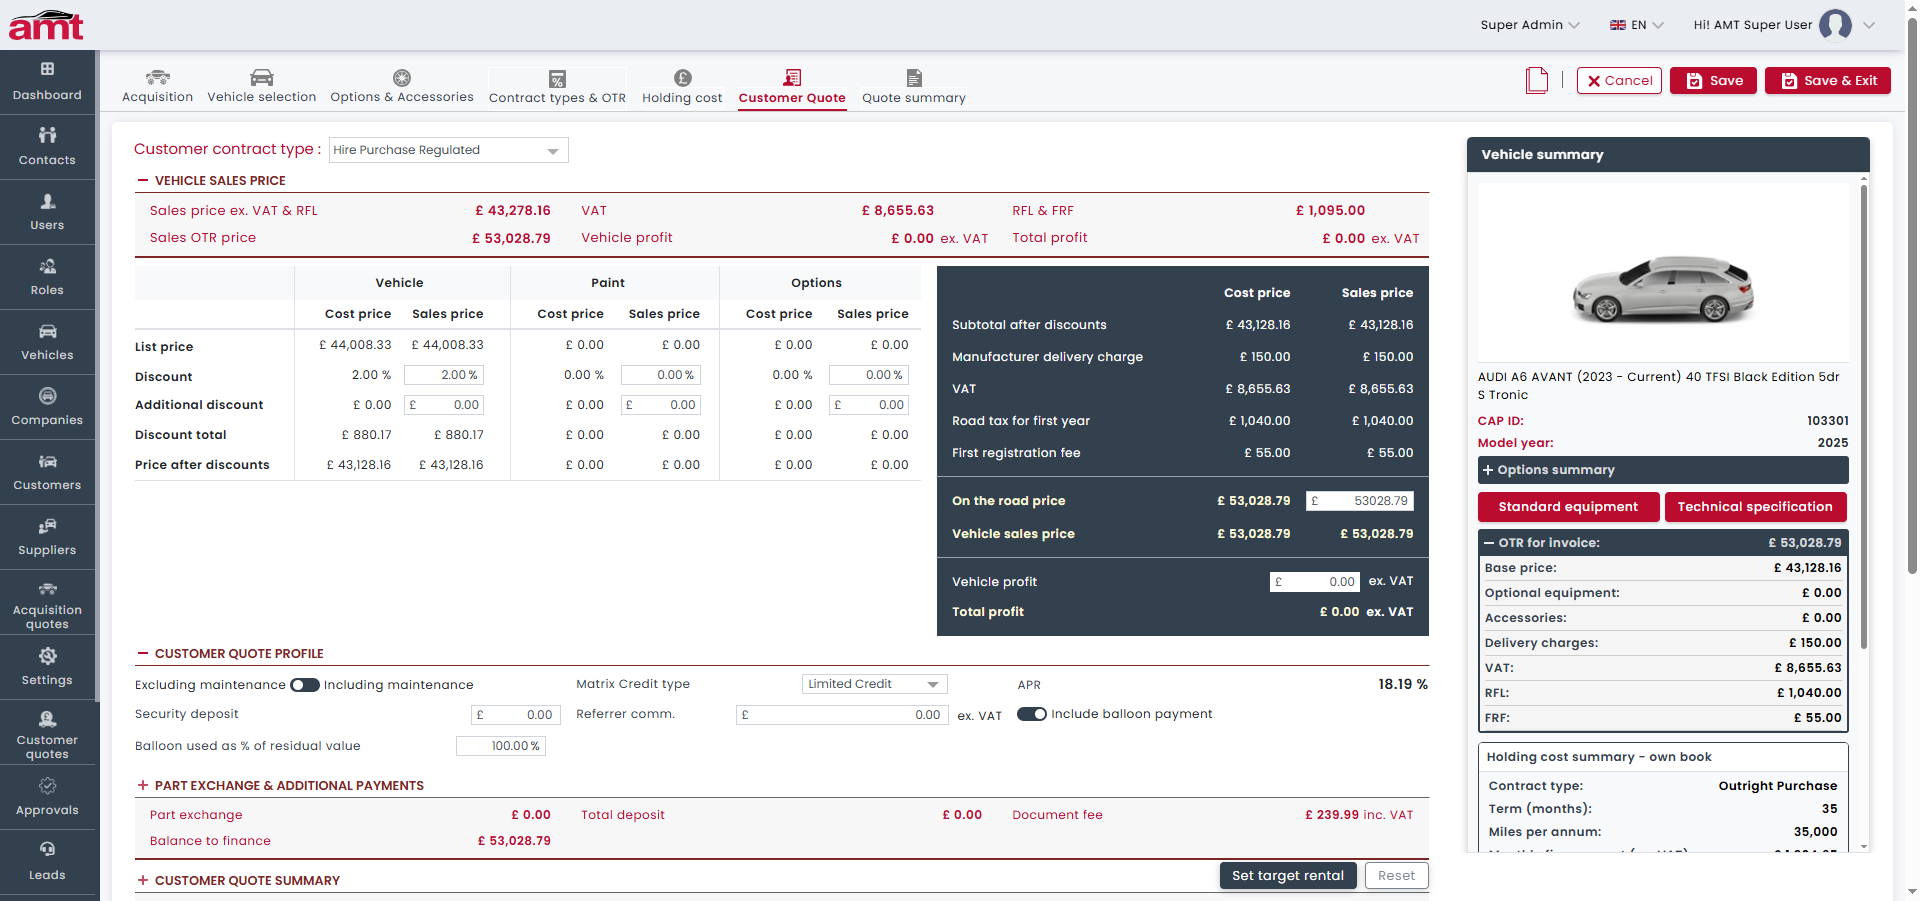 amt
Super Admin
EN
Hi! AMT Super User
Dashboard
Contacts
Users
Roles
Vehicles
Companies
Customers
Suppliers
Acquisition
quotes
Settings
Customer
quotes
Approvals
Leads
Acquisition
Vehicle selection
Options & Accessories
Contract types & OTR
Holding cost
Customer Quote
Quote summary
Cancel
Save
Save & Exit
Customer contract type : Hire Purchase Regulated
VEHICLE SALES PRICE
Sales price ex. VAT & RFL £ 43,278.16 VAT £ 8,655.63 RFL & FRF £ 1,095.00
Sales OTR price £ 53,028.79 Vehicle profit £ 0.00 ex. VAT Total profit £ 0.00 ex. VAT
Vehicle Paint Options
Cost price Sales price Cost price Sales price Cost price Sales price
List price £ 44,008.33 £ 44,008.33 £ 0.00 £ 0.00 £ 0.00 £ 0.00
Discount 2.00 % 2.00 % 0.00 % 0.00 % 0.00 % 0.00 %
Additional discount £ 0.00 £ 0.00 £ 0.00 £ 0.00 £ 0.00 £ 0.00
Discount total £ 880.17 £ 880.17 £ 0.00 £ 0.00 £ 0.00 £ 0.00
Price after discounts £ 43,128.16 £ 43,128.16 £ 0.00 £ 0.00 £ 0.00 £ 0.00
Cost price Sales price
Subtotal after discounts £ 43,128.16 £ 43,128.16
Manufacturer delivery charge £ 150.00 £ 150.00
VAT £ 8,655.63 £ 8,655.63
Road tax for first year £ 1,040.00 £ 1,040.00
First registration fee £ 55.00 £ 55.00
On the road price £ 53,028.79 £ 53028.79
Vehicle sales price £ 53,028.79 £ 53,028.79
Vehicle profit £ 0.00 ex. VAT
Total profit £ 0.00 ex. VAT
CUSTOMER QUOTE PROFILE
Excluding maintenance Including maintenance Matrix Credit type Limited Credit APR 18.19 %
Security deposit £ 0.00 Referrer comm. £ 0.00 ex. VAT Include balloon payment
Balloon used as % of residual value 100.00 %
PART EXCHANGE & ADDITIONAL PAYMENTS
Part exchange £ 0.00 Total deposit £ 0.00 Document fee £ 239.99 inc. VAT
Balance to finance £ 53,028.79
CUSTOMER QUOTE SUMMARY
Set target rental
Reset
Vehicle summary
AUDI A6 AVANT (2023 - Current) 40 TFSI Black Edition 5dr
S Tronic
CAP ID: 103301
Model year: 2025
Options summary
Standard equipment
Technical specification
OTR for invoice: £ 53,028.79
Base price: £ 43,128.16
Optional equipment: £ 0.00
Accessories: £ 0.00
Delivery charges: £ 150.00
VAT: £ 8,655.63
RFL: £ 1,040.00
FRF: £ 55.00
Holding cost summary - own book
Contract type: Outright Purchase
Term (months): 35
Miles per annum: 35,000